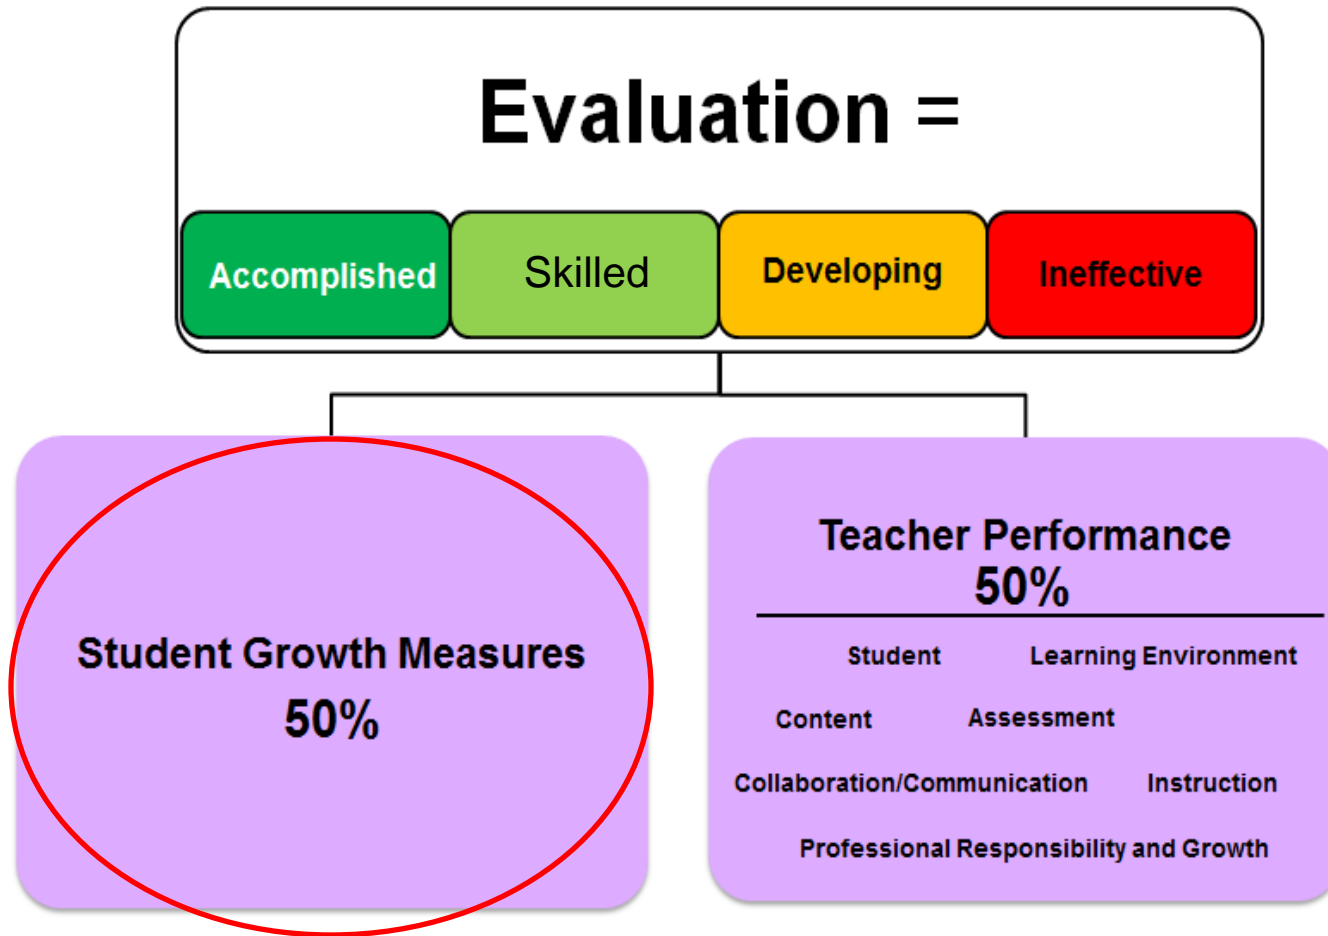 Evaluation =
Accomplished Skilled Developing Ineffective
Student Growth Measures
50%
Teacher Performance
50%
Student Learning Environment
Content Assessment
Collaboration/Communication Instruction
Professional Responsibility and Growth